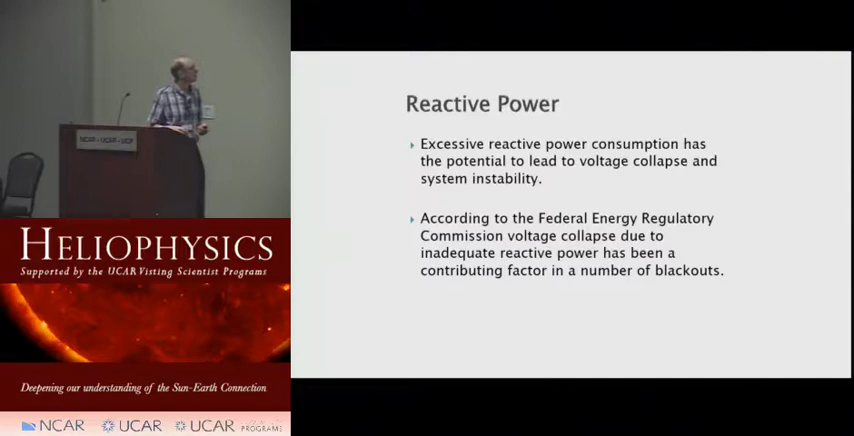 NCAR • UCAR • UCP
HELIOPHYSICS
Supported by the UCAR Visting Scientist Programs
Deepening our understanding of the Sun-Earth Connection
NCAR UCAR UCAR PROGRAMS
Reactive Power
Excessive reactive power consumption has
the potential to lead to voltage collapse and
system instability.
According to the Federal Energy Regulatory
Commission voltage collapse due to
inadequate reactive power has been a
contributing factor in a number of blackouts.